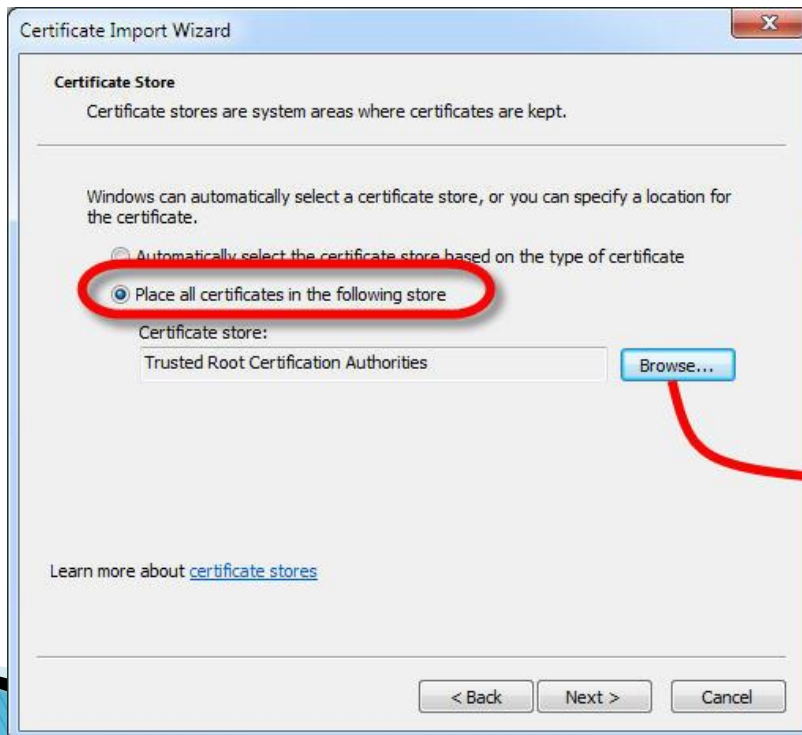 Certificate Import Wizard
Certificate Store
Certificate stores are system areas where certificates are kept.
Windows can automatically select a certificate store, or you can specify a location for
the certificate.
Automatically select the certificate store based on the type of certificate
Place all certificates in the following store
Certificate store:
Trusted Root Certification Authorities
Browse...
Learn more about certificate stores
< Back
Next >
Cancel